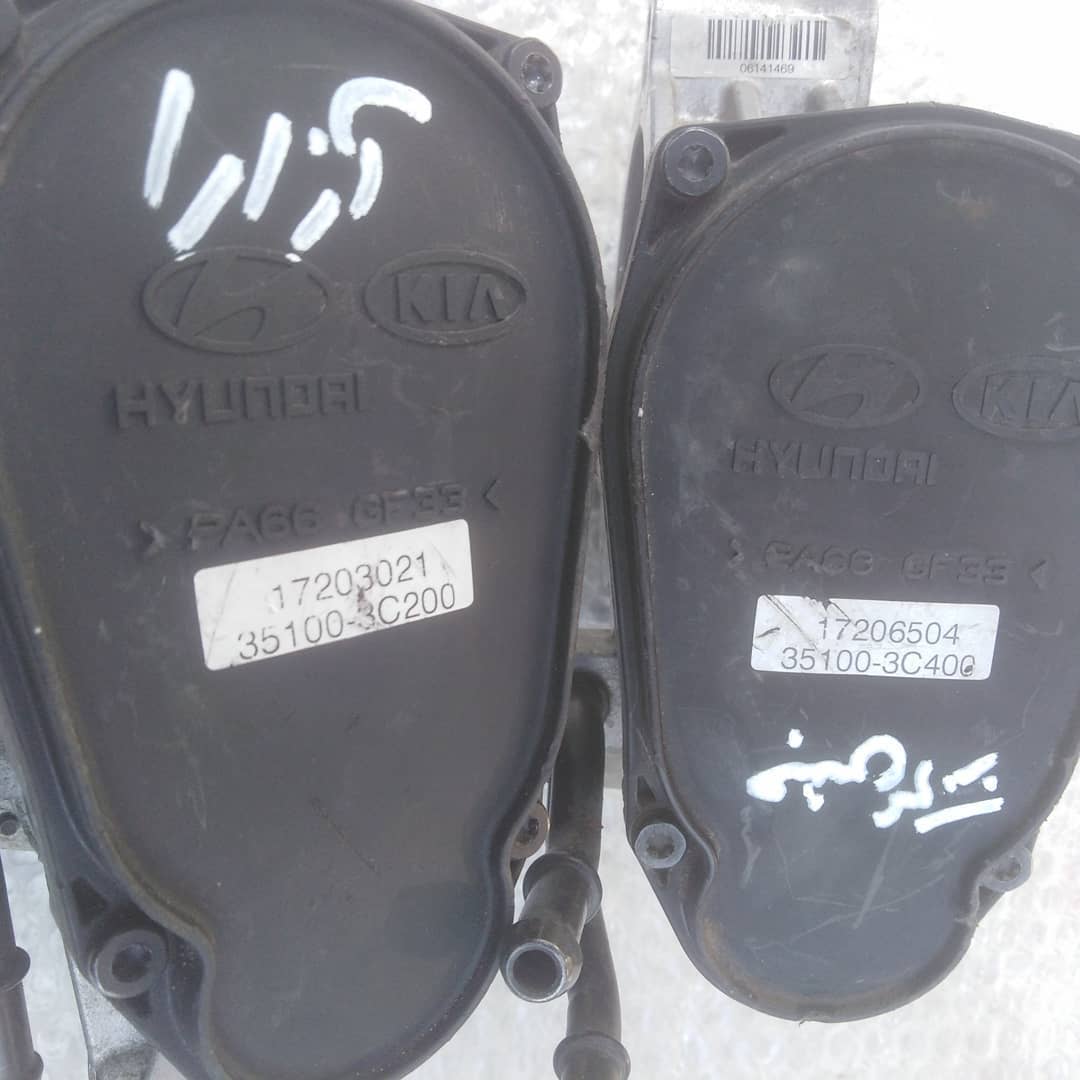 06141469
KIA
HYUNDAI
> PA66 GF33 <
17203021
35100-3C200
KIA
HYUNDAI
> PA66 GF33 <
17206504
35100-3C400